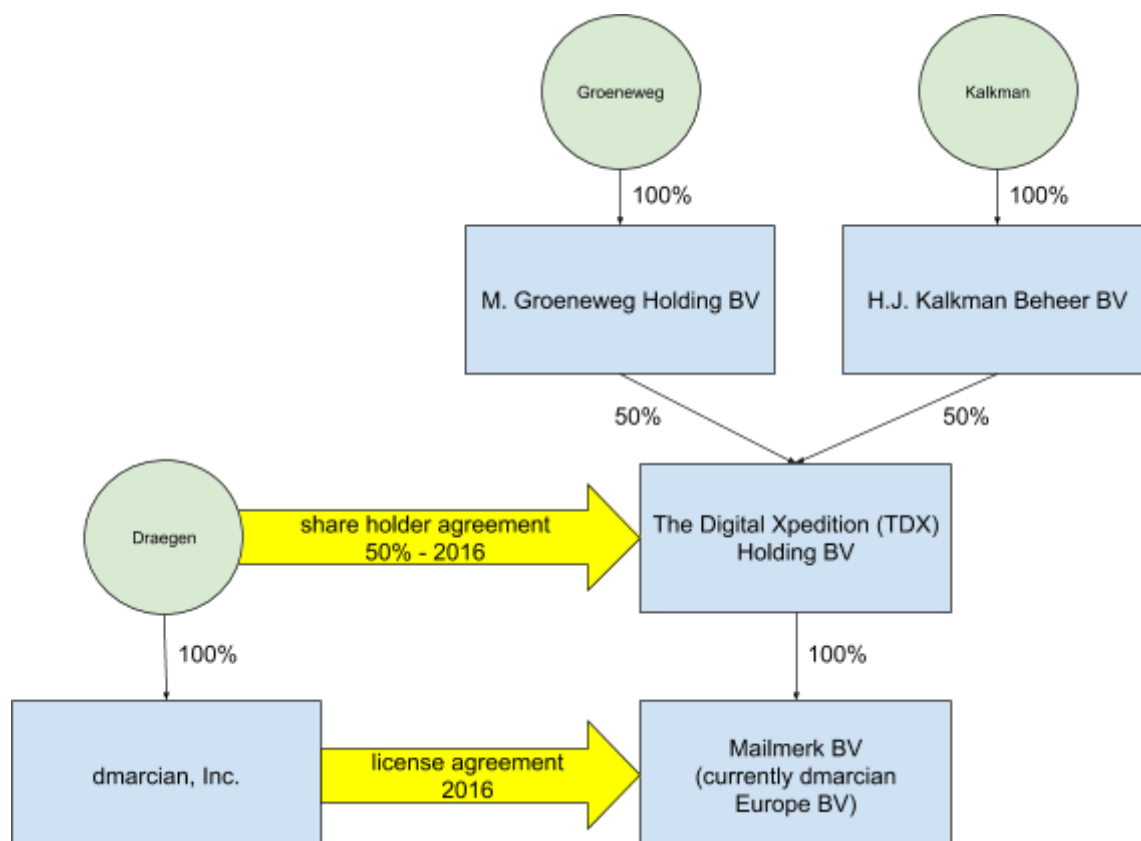 Groeneweg
Kalkman
100%
100%
M. Groeneweg Holding BV
H.J. Kalkman Beheer BV
50%
50%
Draegen
share holder agreement
50% - 2016
The Digital Xpedition (TDX)
Holding BV
100%
100%
dmarcian, Inc.
license agreement
2016
Mailmerk BV
(currently dmarcian
Europe BV)